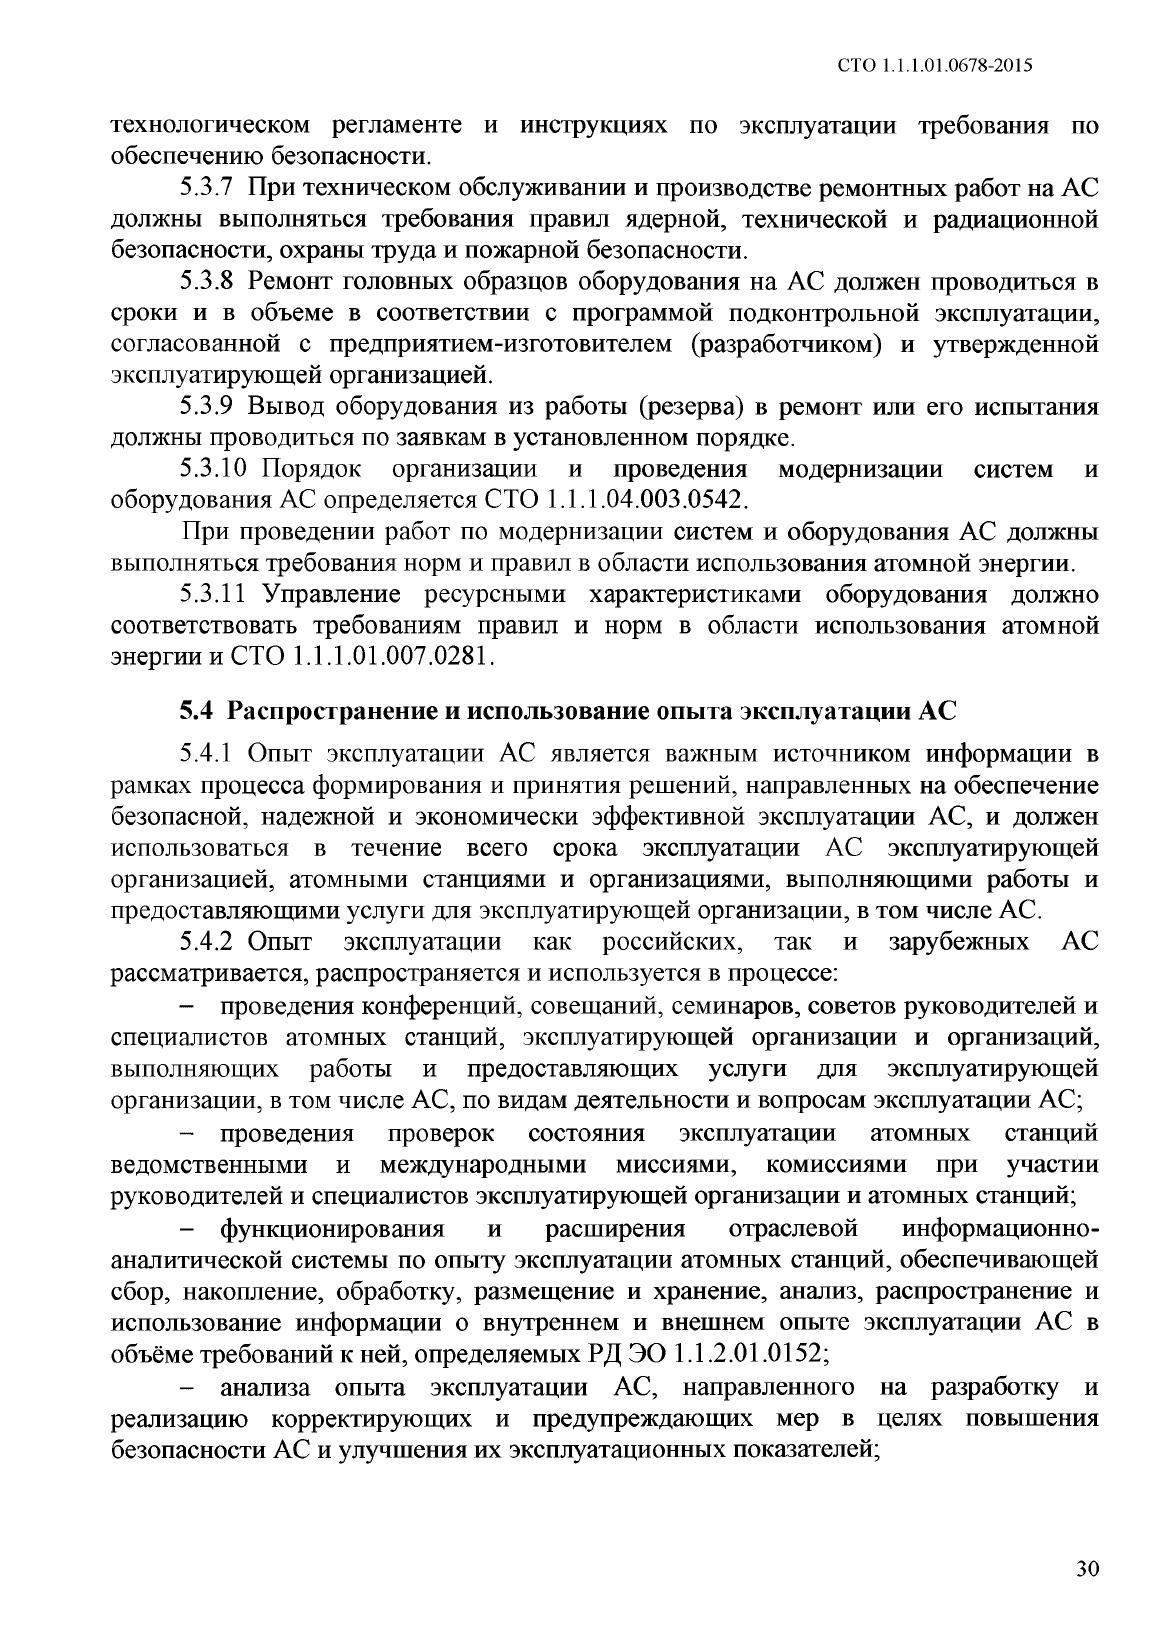 СТО 1.1.1.01.0678-2015
технологическом регламенте и инструкциях по эксплуатации требования по
обеспечению безопасности.
5.3.7 При техническом обслуживании и производстве ремонтных работ на АС
должны выполняться требования правил ядерной, технической и радиационной
безопасности, охраны труда и пожарной безопасности.
5.3.8 Ремонт головных образцов оборудования на АС должен проводиться в
сроки и в объеме в соответствии с программой подконтрольной эксплуатации,
согласованной с предприятием-изготовителем (разработчиком) и утвержденной
эксплуатирующей организацией.
5.3.9 Вывод оборудования из работы (резерва) в ремонт или его испытания
должны проводиться по заявкам в установленном порядке.
5.3.10 Порядок организации и проведения модернизации систем и
оборудования АС определяется СТО 1.1.1.04.003.0542.
При проведении работ по модернизации систем и оборудования АС должны
выполняться требования норм и правил в области использования атомной энергии.
5.3.11 Управление ресурсными характеристиками оборудования должно
соответствовать требованиям правил и норм в области использования атомной
энергии и СТО 1.1.1.01.007.0281.
5.4 Распространение и использование опыта эксплуатации АС
5.4.1 Опыт эксплуатации АС является важным источником информации в
рамках процесса формирования и принятия решений, направленных на обеспечение
безопасной, надежной и экономически эффективной эксплуатации АС, и должен
использоваться в течение всего срока эксплуатации АС эксплуатирующей
организацией, атомными станциями и организациями, выполняющими работы и
предоставляющими услуги для эксплуатирующей организации, в том числе АС.
5.4.2 Опыт эксплуатации как российских, так и зарубежных АС
рассматривается, распространяется и используется в процессе:
– проведения конференций, совещаний, семинаров, советов руководителей и
специалистов атомных станций, эксплуатирующей организации и организаций,
выполняющих работы и предоставляющих услуги для эксплуатирующей
организации, в том числе АС, по видам деятельности и вопросам эксплуатации АС;
– проведения проверок состояния эксплуатации атомных станций
ведомственными и международными миссиями, комиссиями при участии
руководителей и специалистов эксплуатирующей организации и атомных станций;
– функционирования и расширения отраслевой информационно-
аналитической системы по опыту эксплуатации атомных станций, обеспечивающей
сбор, накопление, обработку, размещение и хранение, анализ, распространение и
использование информации о внутреннем и внешнем опыте эксплуатации АС в
объёме требований к ней, определяемых РД ЭО 1.1.2.01.0152;
– анализа опыта эксплуатации АС, направленного на разработку и
реализацию корректирующих и предупреждающих мер в целях повышения
безопасности АС и улучшения их эксплуатационных показателей;
30